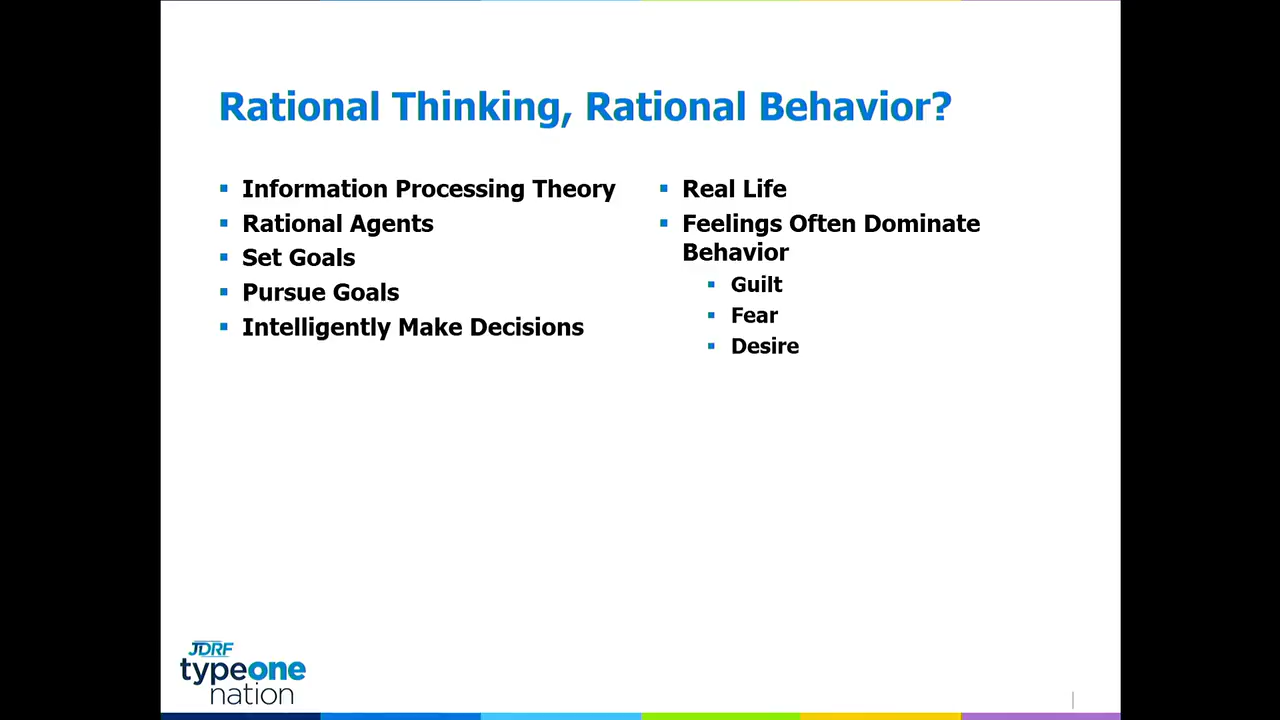 Rational Thinking, Rational Behavior?
Information Processing Theory
Rational Agents
Set Goals
Pursue Goals
Intelligently Make Decisions
Real Life
Feelings Often Dominate
Behavior
Guilt
Fear
Desire
JDRF
typeone
nation